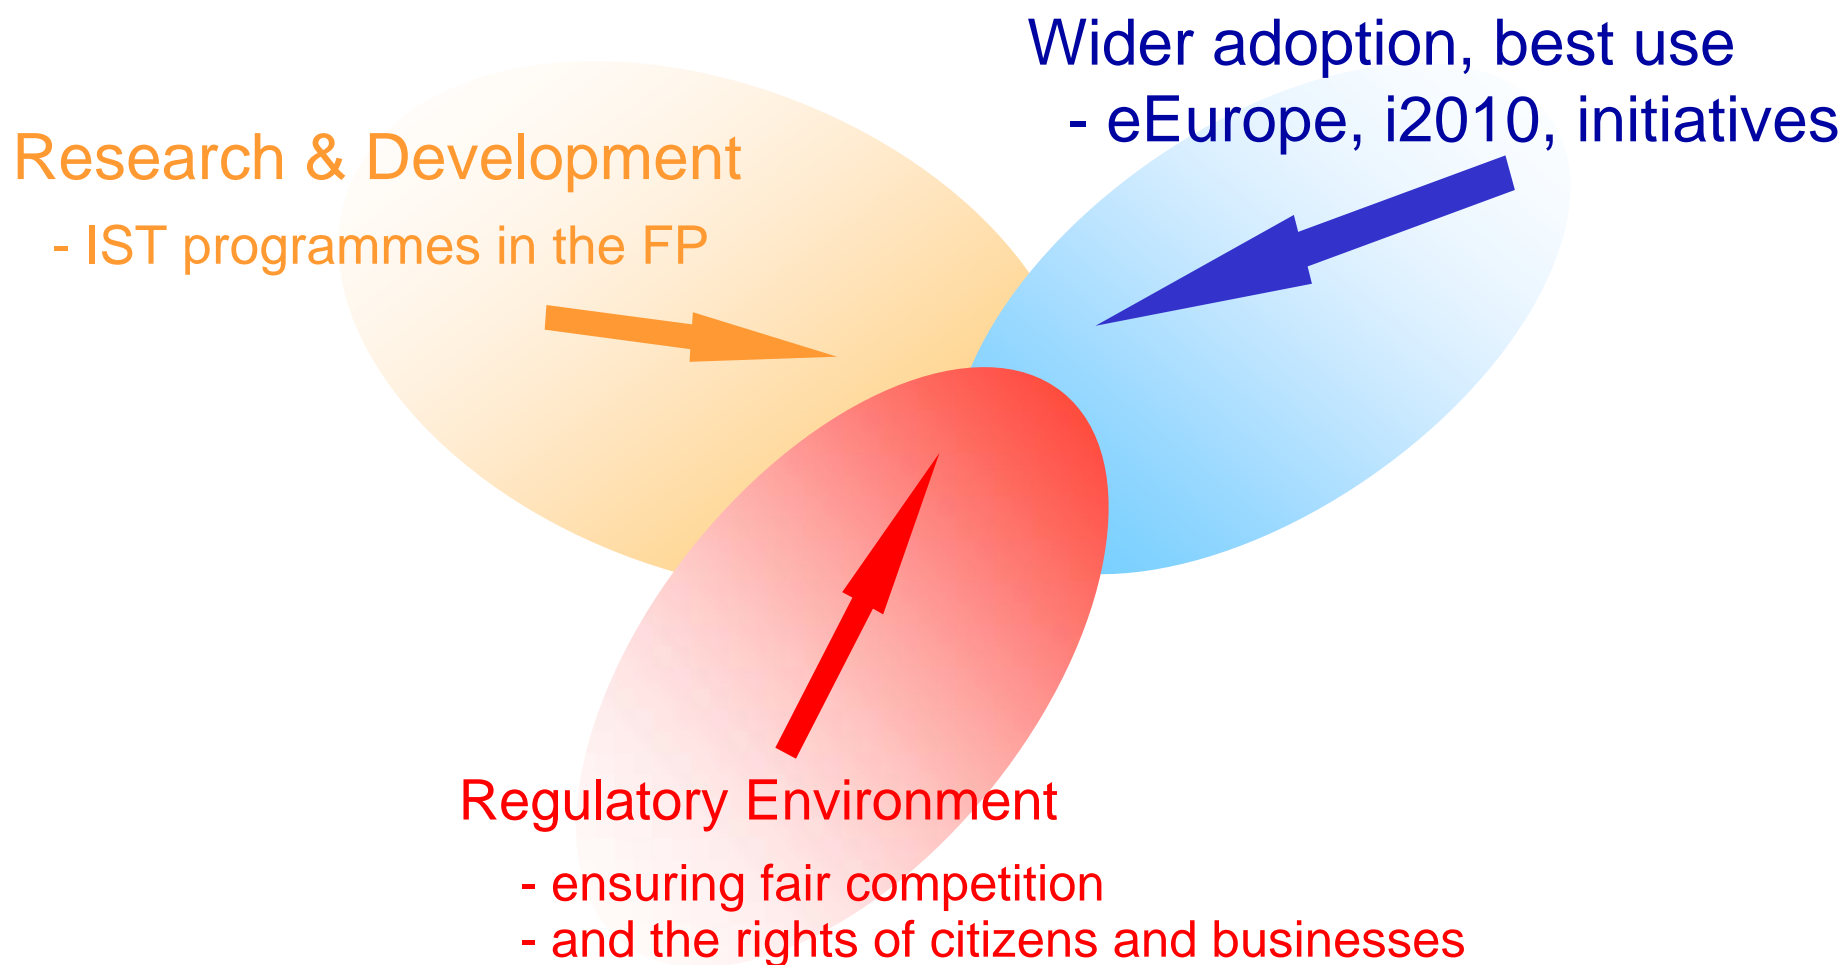 Wider adoption, best use
- eEurope, i2010, initiatives
Research & Development
- IST programmes in the FP
Regulatory Environment
- ensuring fair competition
- and the rights of citizens and businesses